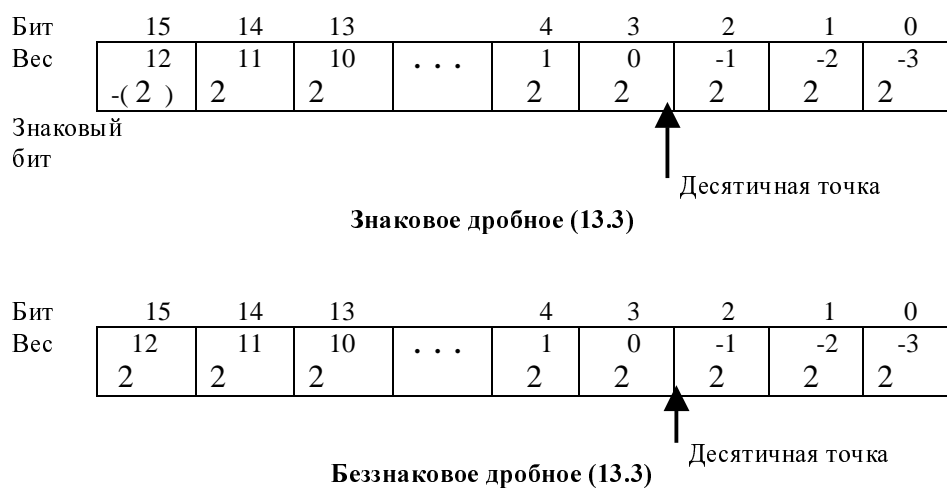 Бит 15 14 13 4 3 2 1 0
Вес 12 11 10 . . . 1 0 -1 -2 -3
-( 2 ) 2 2 2 2 2 2 2
Знаковый
бит
Десятичная точка
Знаковое дробное (13.3)
Бит 15 14 13 4 3 2 1 0
Вес 12 11 10 . . . 1 0 -1 -2 -3
2 2 2 2 2 2 2 2
Десятичная точка
Беззнаковое дробное (13.3)